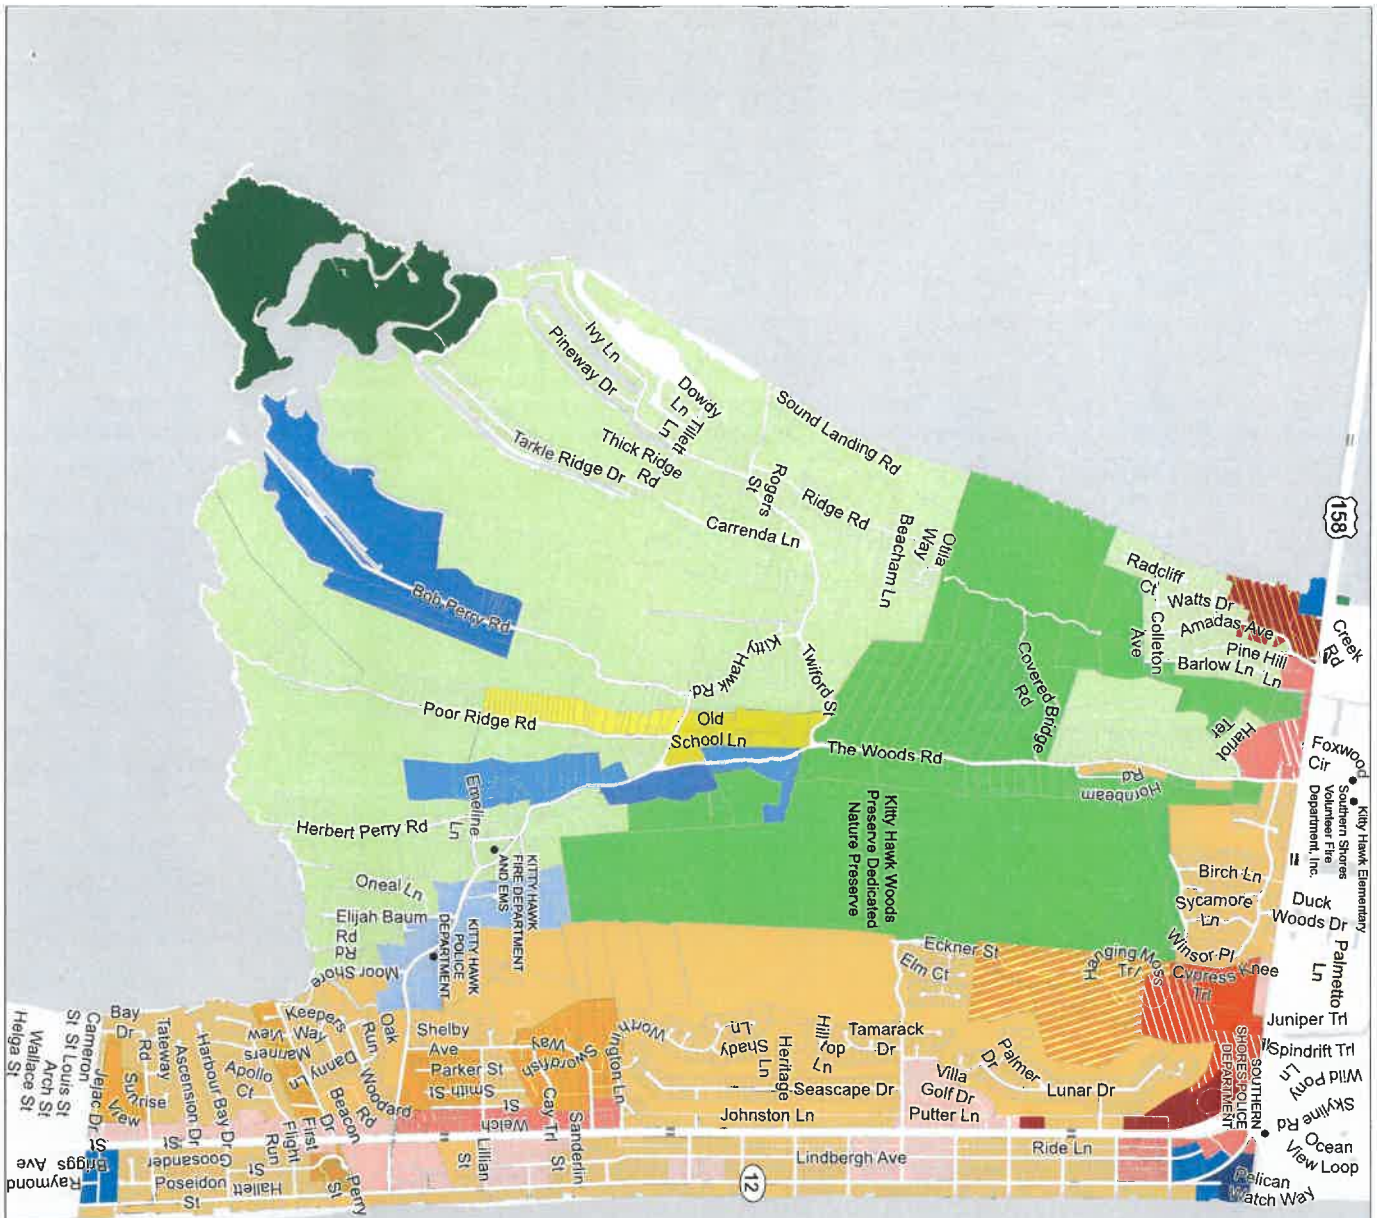 158
Creek
Rd
Foxwood
Cir
Kitty Hawk Elementary
Southern Shores
Volunteer Fire
Department, Inc.
Duck
Woods Dr
Palmetto
Ln
Juniper Trl
Spindrift Trl
Wild Pony
Ln
Skyline Rd
Ocean
View Loop
Pelican
Watch Way
SOUTHERN
SHORES POLICE
DEPARTMENT
Radcliff
Ct
Watts Dr
Amadas Ave
Colleton
Ave
Pine Hill
Ln
Barlow Ln
Hariot
Ter
Birch Ln
Sycamore
Ln
Winsor Pl
Cypress Knee
Trl
Hanging Moss
Trl
Ivy Ln
Pineway Dr
Dowdy
Ln
Tillett
Ln
Sound Landing Rd
Thick Ridge
Rd
Tarkle Ridge Dr
Rogers
St
Ridge Rd
Carrenda Ln
Beacham Ln
Otila
Way
Covered Bridge
Rd
Kitty Hawk Rd
Twiford St
Bob Perry Rd
Poor Ridge Rd
Old
School Ln
The Woods Rd
Hornbeam
Rd
Kitty Hawk Woods
Preserve Dedicated
Nature Preserve
Emeline
Ln
Herbert Perry Rd
KITTY HAWK
FIRE DEPARTMENT
AND EMS
KITTY HAWK
POLICE
DEPARTMENT
Oneal Ln
Elijah Baum
Rd
Moor Shore
Rd
Eckner St
Elm Ct
Bay
Dr
Tateway
Rd
Keepers
Way
View
Manners
Ln
Danny
Run
Oak
Shelby
Ave
Parker St
Smith St
Swordfish
Way
Worthington Ln
Shady
Ln
Heritage
Hilltop
Ln
Tamarack
Dr
Seascape Dr
Johnston Ln
Villa
Golf Dr
Putter Ln
Palmer
Dr
Lunar Dr
Helga St
Wallace St
Arch St
St Louis St
Cameron
St
Jejac Dr
Sunrise
View
Ascension Dr
Harbour Bay Dr
Apollo
Ct
Beacon
Dr
Woodard
Rd
First
Flight
Run
Welch
St
Cay Trl
Sanderlin
St
Lillian
St
Lindbergh Ave
Ride Ln
Raymond
Briggs Ave
St
Goosander
St
Poseidon
St
Hallett
St
Perry
St
12